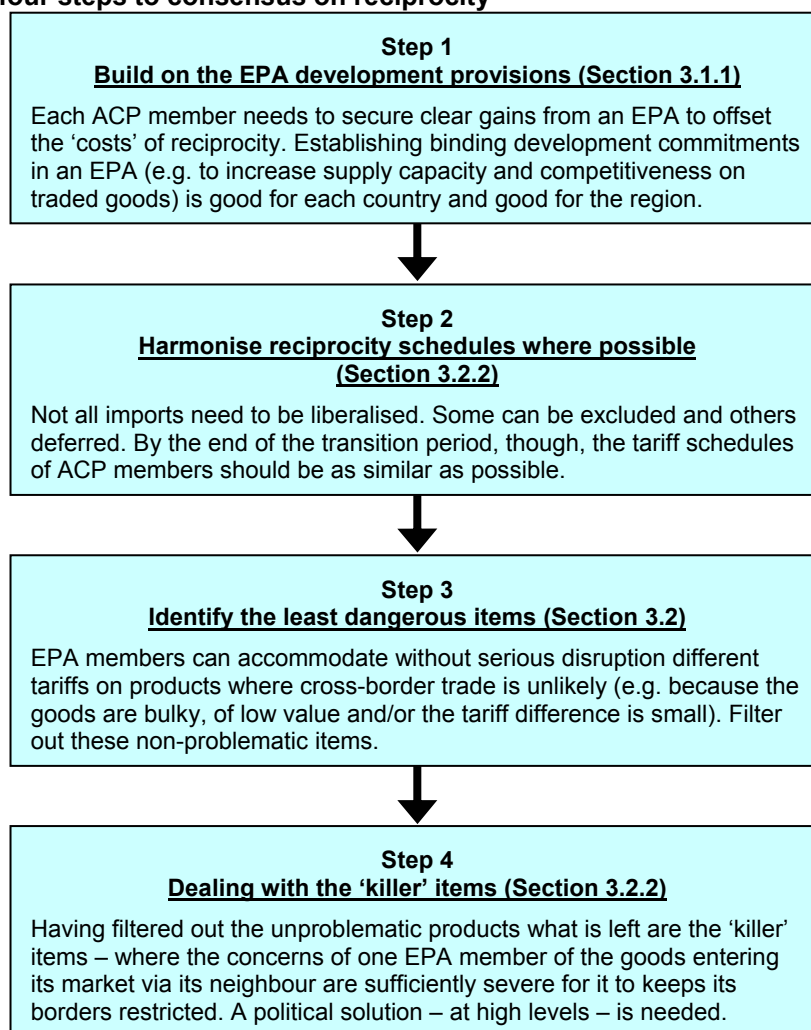 four steps to consensus on reciprocity
Step 1
Build on the EPA development provisions (Section 3.1.1)
Each ACP member needs to secure clear gains from an EPA to offset
the ‘costs’ of reciprocity. Establishing binding development commitments
in an EPA (e.g. to increase supply capacity and competitiveness on
traded goods) is good for each country and good for the region.
Step 2
Harmonise reciprocity schedules where possible
(Section 3.2.2)
Not all imports need to be liberalised. Some can be excluded and others
deferred. By the end of the transition period, though, the tariff schedules
of ACP members should be as similar as possible.
Step 3
Identify the least dangerous items (Section 3.2)
EPA members can accommodate without serious disruption different
tariffs on products where cross-border trade is unlikely (e.g. because the
goods are bulky, of low value and/or the tariff difference is small). Filter
out these non-problematic items.
Step 4
Dealing with the ‘killer’ items (Section 3.2.2)
Having filtered out the unproblematic products what is left are the ‘killer’
items – where the concerns of one EPA member of the goods entering
its market via its neighbour are sufficiently severe for it to keeps its
borders restricted. A political solution – at high levels – is needed.